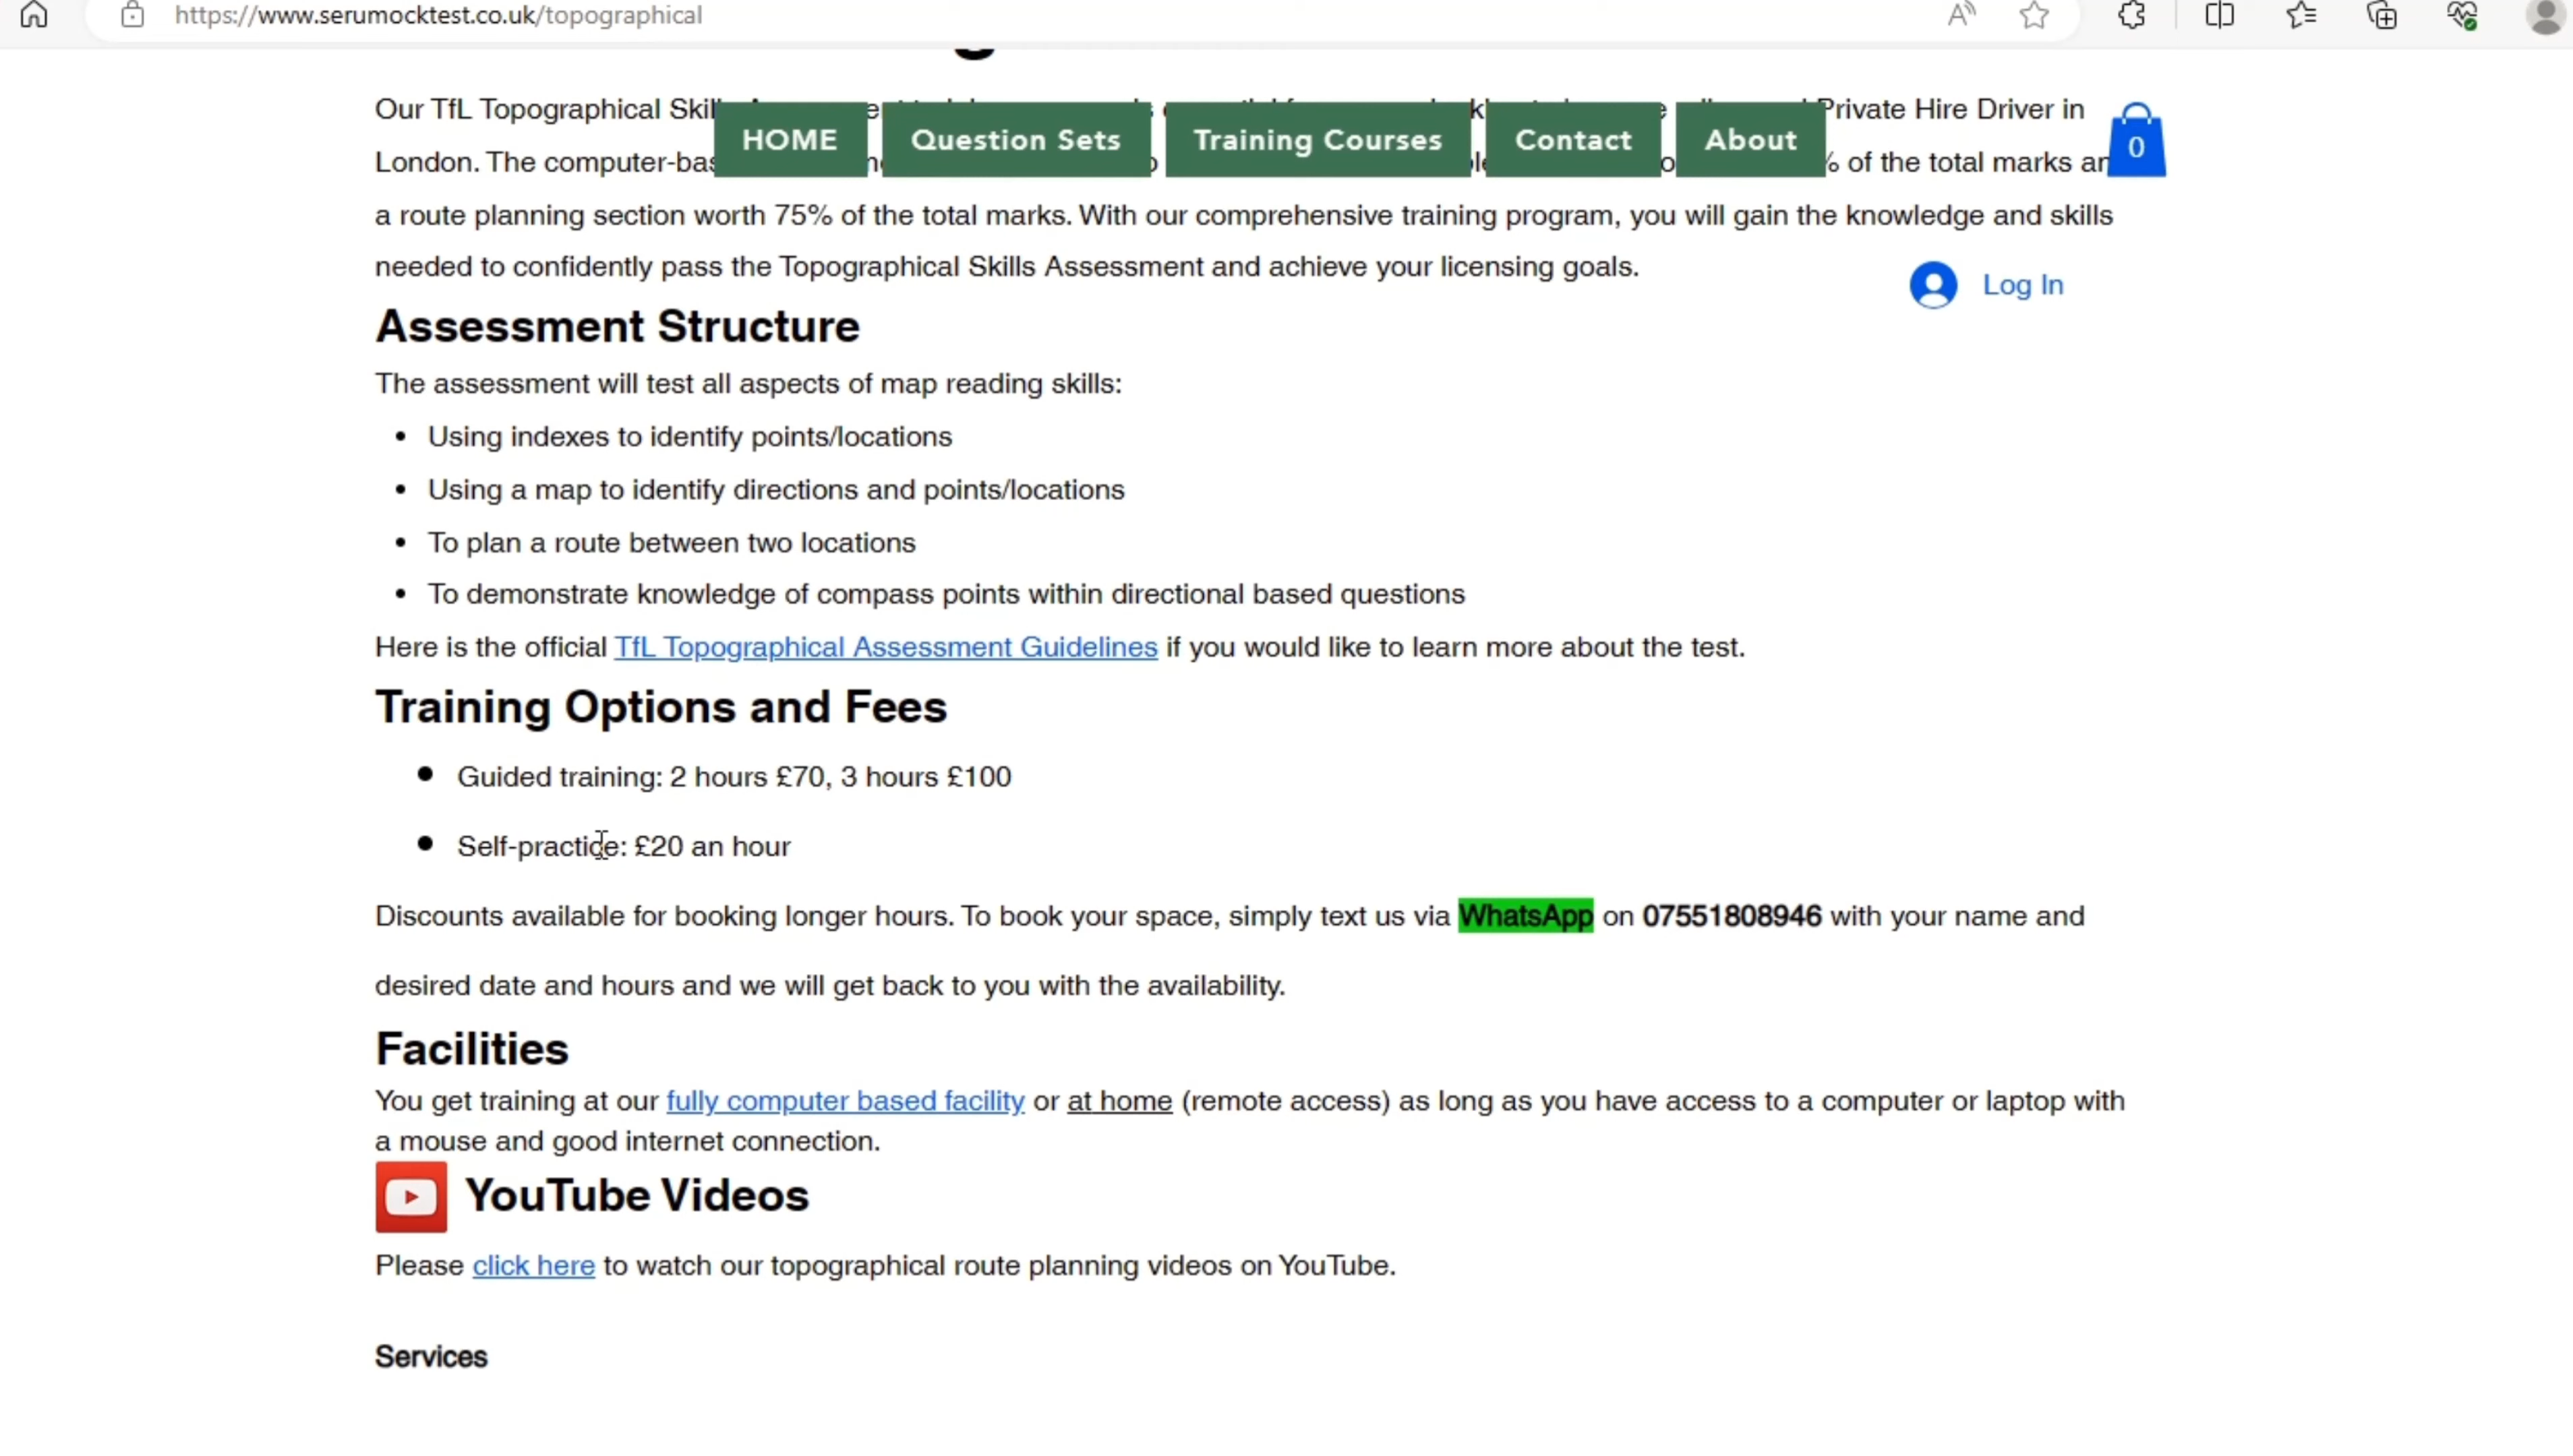 https://www.serumocktest.co.uk/topographical
Our TfL Topographical Private Hire Driver in
HOME Question Sets Training Courses Contact About 0
London. The % of the total marks
a route planning section worth 75% of the total marks. With our comprehensive training program, you will gain the knowledge and skills
needed to confidently pass the Topographical Skills Assessment and achieve your licensing goals.
Log In
Assessment Structure
The assessment will test all aspects of map reading skills:
• Using indexes to identify points/locations
• Using a map to identify directions and points/locations
• To plan a route between two locations
• To demonstrate knowledge of compass points within directional based questions
Here is the official TfL Topographical Assessment Guidelines if you would like to learn more about the test.
Training Options and Fees
• Guided training: 2 hours £70, 3 hours £100
• Self-practice: £20 an hour
Discounts available for booking longer hours. To book your space, simply text us via WhatsApp on 07551808946 with your name and
desired date and hours and we will get back to you with the availability.
Facilities
You get training at our fully computer based facility or at home (remote access) as long as you have access to a computer or laptop with
a mouse and good internet connection.
YouTube Videos
Please click here to watch our topographical route planning videos on YouTube.
Services